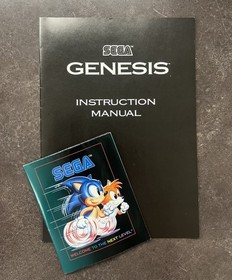 SEGA
GENESIS
INSTRUCTION
MANUAL
SEGA
WELCOME TO THE NEXT LEVEL